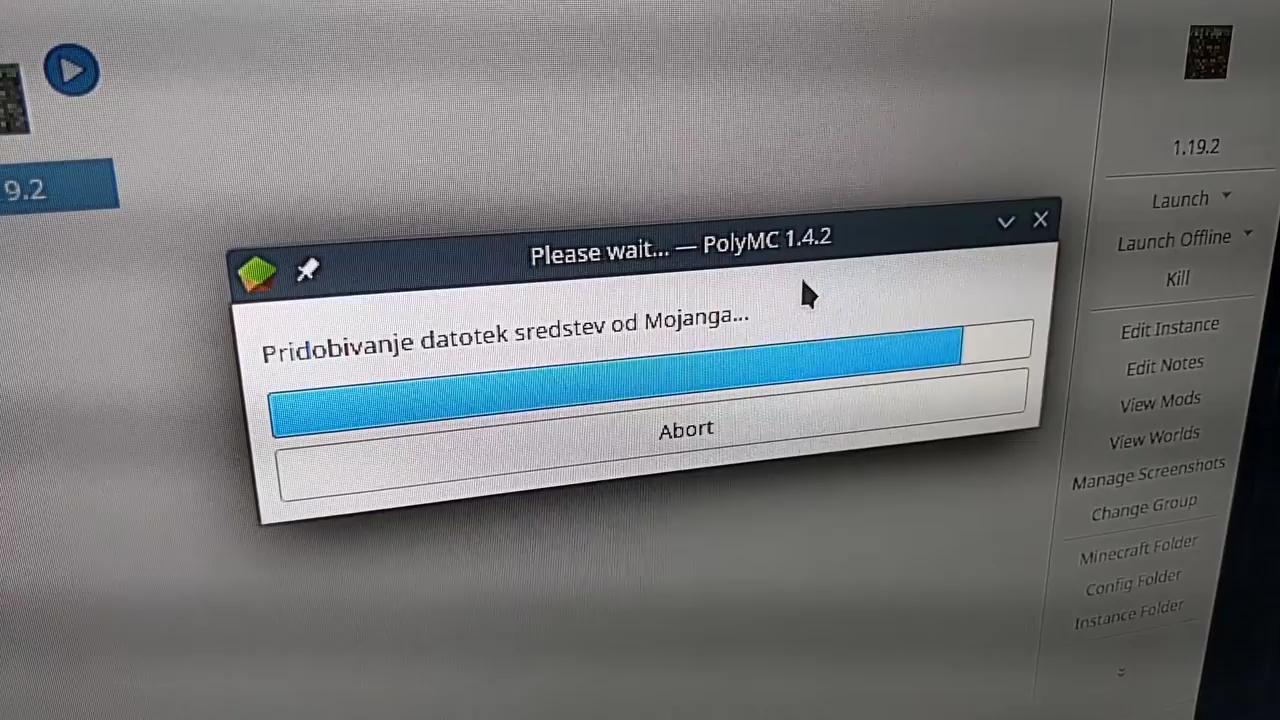 9.2
Please wait... — PolyMC 1.4.2
Pridobivanje datotek sredstev od Mojanga...
Abort
1.19.2
Launch
Launch Offline
Kill
Edit Instance
Edit Notes
View Mods
View Worlds
Manage Screenshots
Change Group
Minecraft Folder
Config Folder
Instance Folder